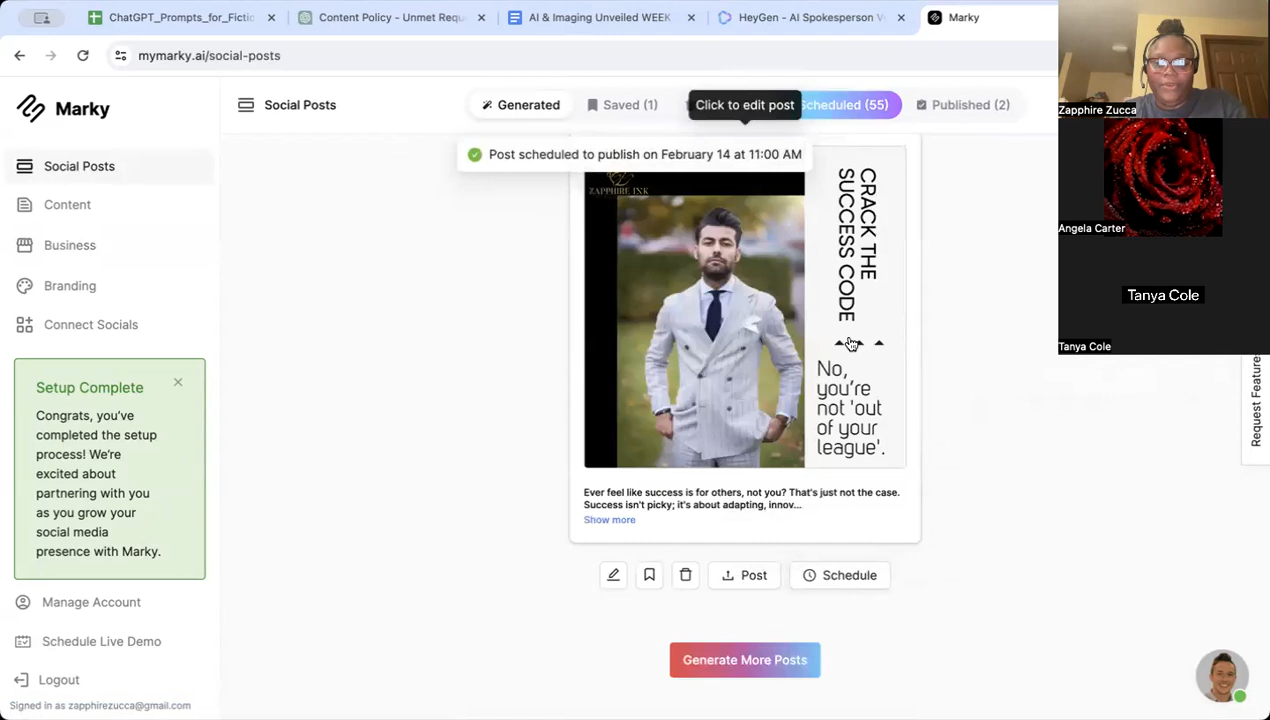 ChatGPT_Prompts_for_Fictio
Content Policy - Unmet Requ
AI & Imaging Unveiled WEEK
HeyGen - AI Spokesperson V
Marky
mymarky.ai/social-posts
Marky
Social Posts
Generated
Saved (1)
Click to edit post
Scheduled (55)
Published (2)
Post scheduled to publish on February 14 at 11:00 AM
Social Posts
Content
Business
Branding
Connect Socials
Setup Complete
Congrats, you've
completed the setup
process! We're
excited about
partnering with you
as you grow your
social media
presence with Marky.
Manage Account
Schedule Live Demo
Logout
Signed in as zapphirezucca@gmail.com
ZAPPHIRE INK
CRACK THE
SUCCESS CODE
No,
you're
not 'out
of your
league'.
Ever feel like success is for others, not you? That's just not the case.
Success isn't picky; it's about adapting, innov...
Show more
Post
Schedule
Generate More Posts
Zapphire Zucca
Angela Carter
Tanya Cole
Tanya Cole
Request Feature